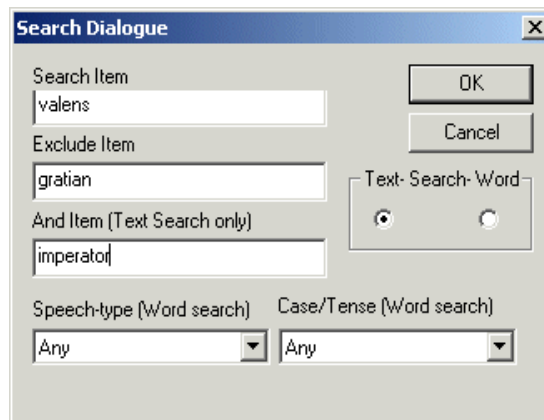 Search Dialogue
Search Item
valens
OK
Cancel
Exclude Item
gratian
Text- Search- Word
And Item (Text Search only)
imperator
Speech-type (Word search)
Case/Tense (Word search)
Any
Any